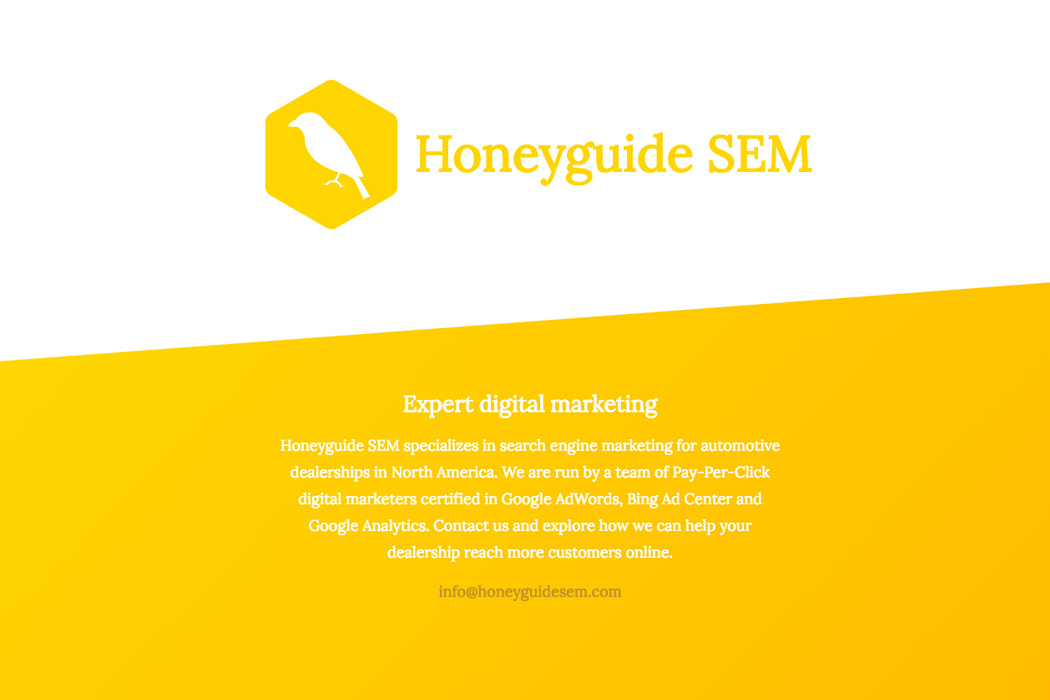 Honeyguide SEM
Expert digital marketing
Honeyguide SEM specializes in search engine marketing for automotive
dealerships in North America. We are run by a team of Pay-Per-Click
digital marketers certified in Google AdWords, Bing Ad Center and
Google Analytics. Contact us and explore how we can help your
dealership reach more customers online.
info@honeyguidesem.com